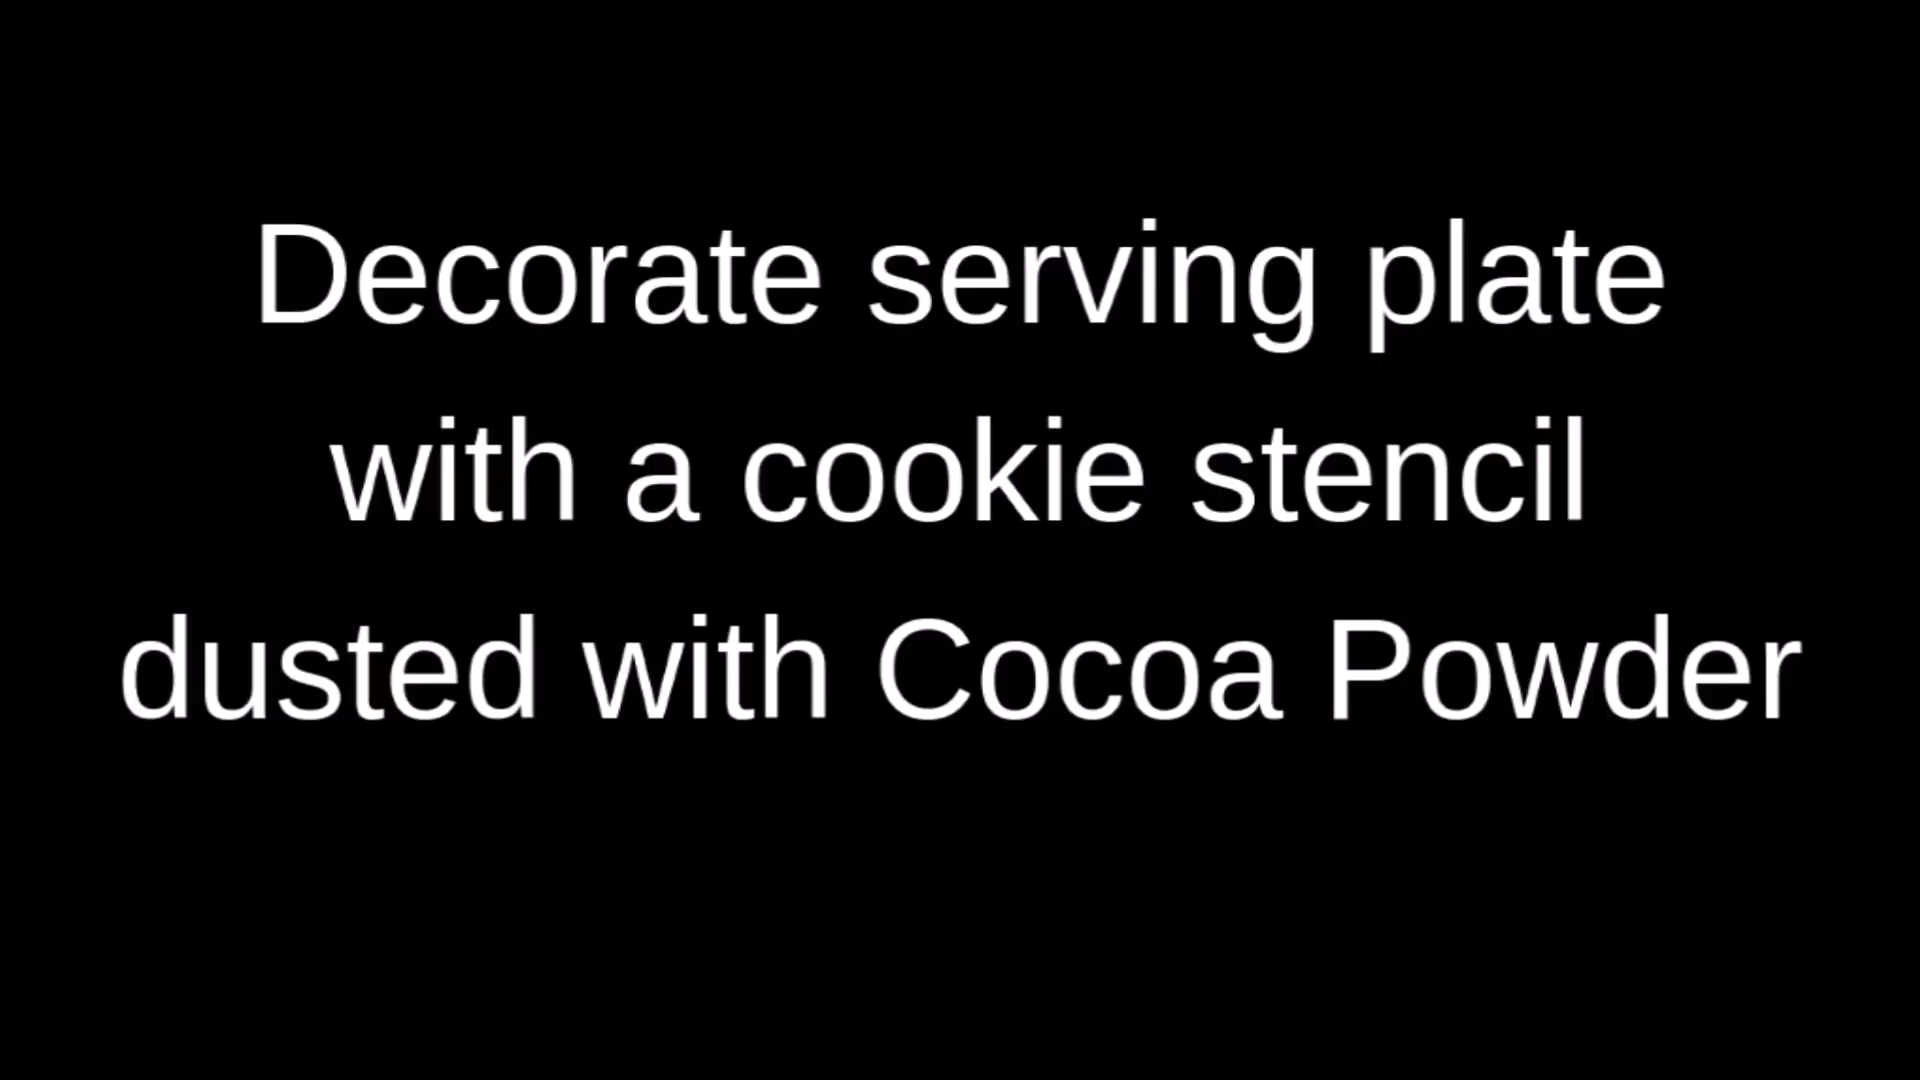 Decorate serving plate
with a cookie stencil
dusted with Cocoa Powder